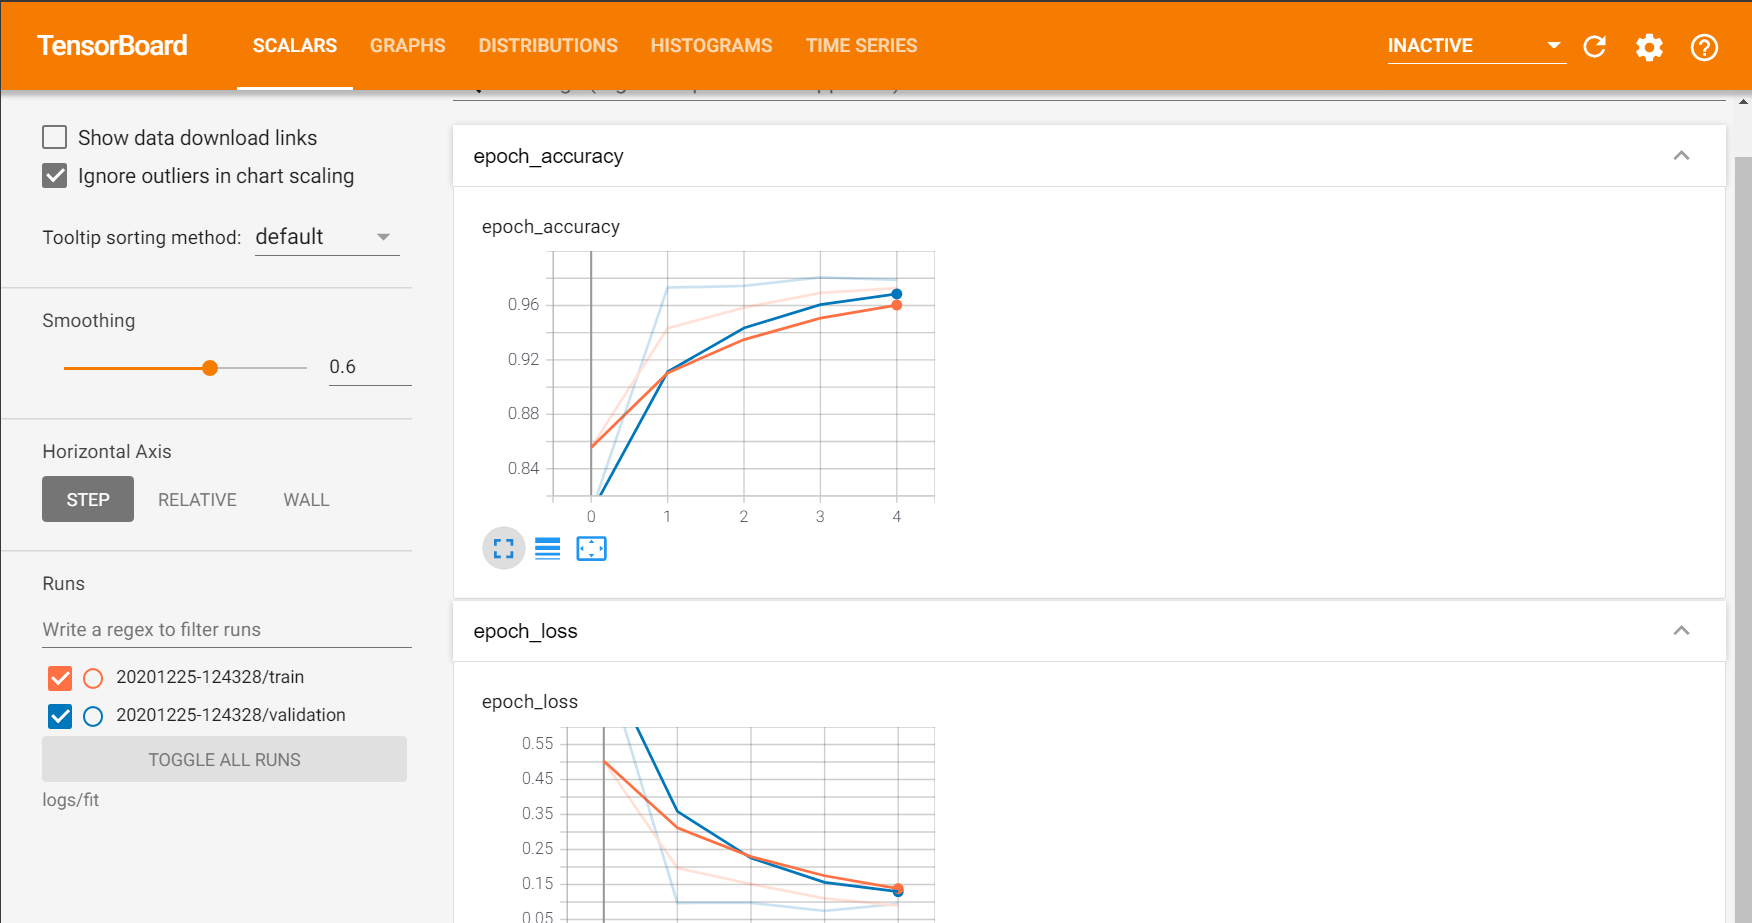 TensorBoard SCALARS GRAPHS DISTRIBUTIONS HISTOGRAMS TIME SERIES INACTIVE
Show data download links
Ignore outliers in chart scaling
Tooltip sorting method: default
Smoothing
0.6
Horizontal Axis
STEP RELATIVE WALL
Runs
Write a regex to filter runs
20201225-124328/train
20201225-124328/validation
TOGGLE ALL RUNS
logs/fit
epoch_accuracy
epoch_accuracy
0.96
0.92
0.88
0.84
0 1 2 3 4
epoch_loss
epoch_loss
0.55
0.45
0.35
0.25
0.15
0.05